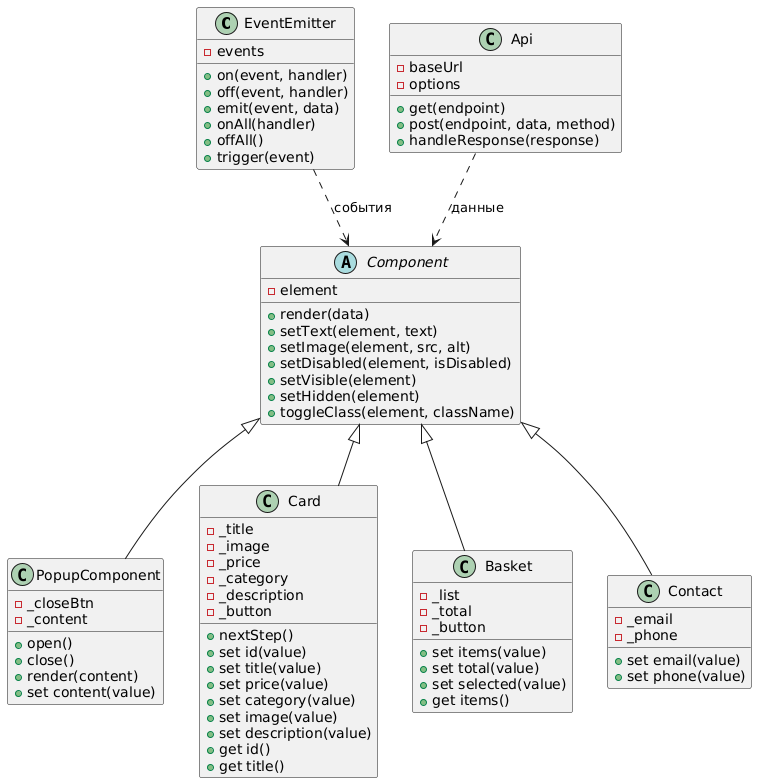 C EventEmitter
events
on(event, handler)
off(event, handler)
emit(event, data)
onAll(handler)
offAll()
trigger(event)
C Api
baseUrl
options
get(endpoint)
post(endpoint, data, method)
handleResponse(response)
события
данные
A Component
element
render(data)
setText(element, text)
setImage(element, src, alt)
setDisabled(element, isDisabled)
setVisible(element)
setHidden(element)
toggleClass(element, className)
C PopupComponent
_closeBtn
_content
open()
close()
render(content)
set content(value)
C Card
_title
_image
_price
_category
_description
_button
nextStep()
set id(value)
set title(value)
set price(value)
set category(value)
set image(value)
set description(value)
get id()
get title()
C Basket
_list
_total
_button
set items(value)
set total(value)
set selected(value)
get items()
C Contact
_email
_phone
set email(value)
set phone(value)